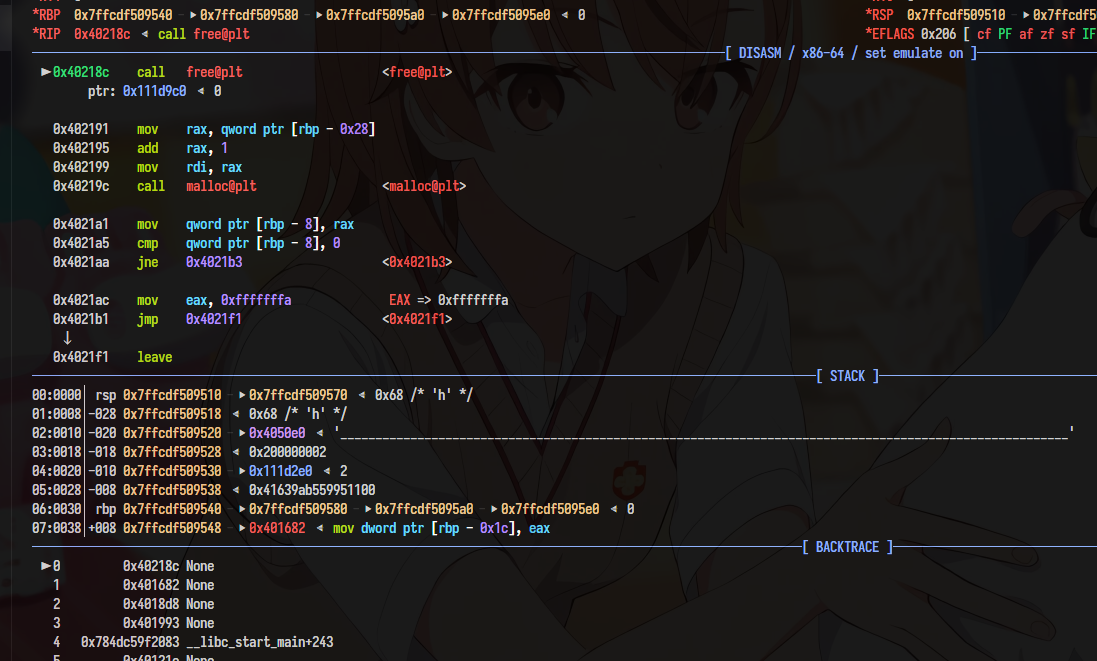 *RBP 0x7ffcdf509540 —▸ 0x7ffcdf509580 —▸ 0x7ffcdf5095a0 —▸ 0x7ffcdf5095e0 ◂— 0
*RSP 0x7ffcdf509510 —▸ 0x7ffcdf5
*RIP 0x40218c ◂— call free@plt
*EFLAGS 0x206 [ cf PF af zf sf IF
[ DISASM / x86-64 / set emulate on ]
► 0x40218c call free@plt <free@plt>
ptr: 0x111d9c0 ◂— 0
0x402191 mov rax, qword ptr [rbp - 0x28]
0x402195 add rax, 1
0x402199 mov rdi, rax
0x40219c call malloc@plt <malloc@plt>
0x4021a1 mov qword ptr [rbp - 8], rax
0x4021a5 cmp qword ptr [rbp - 8], 0
0x4021aa jne 0x4021b3 <0x4021b3>
0x4021ac mov eax, 0xfffffffa EAX => 0xfffffffa
0x4021b1 jmp 0x4021f1 <0x4021f1>
↓
0x4021f1 leave
[ STACK ]
00:0000│ rsp 0x7ffcdf509510 —▸ 0x7ffcdf509570 ◂— 0x68 /* 'h' */
01:0008│-028 0x7ffcdf509518 ◂— 0x68 /* 'h' */
02:0010│-020 0x7ffcdf509520 —▸ 0x4050e0 ◂— '________________________________________________________________________________________________________'
03:0018│-018 0x7ffcdf509528 ◂— 0x200000002
04:0020│-010 0x7ffcdf509530 —▸ 0x111d2e0 ◂— 2
05:0028│-008 0x7ffcdf509538 ◂— 0x41639ab559951100
06:0030│ rbp 0x7ffcdf509540 —▸ 0x7ffcdf509580 —▸ 0x7ffcdf5095a0 —▸ 0x7ffcdf5095e0 ◂— 0
07:0038│+008 0x7ffcdf509548 —▸ 0x401682 ◂— mov dword ptr [rbp - 0x1c], eax
[ BACKTRACE ]
► 0 0x40218c None
1 0x401682 None
2 0x4018d8 None
3 0x401993 None
4 0x784dc59f2083 __libc_start_main+243